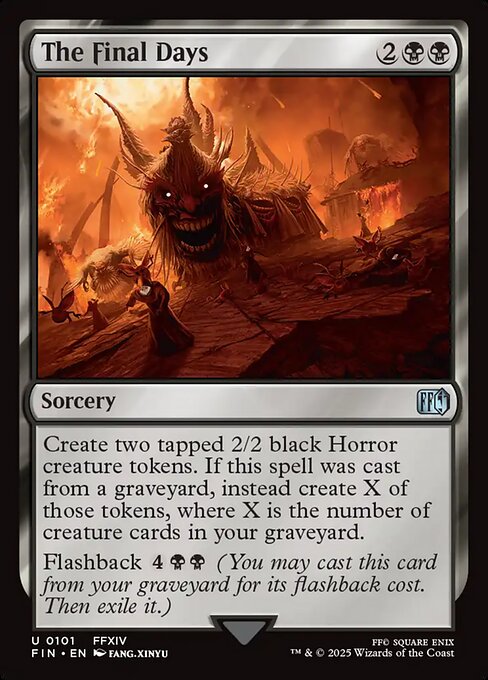 The Final Days 2
Sorcery
FF
Create two tapped 2/2 black Horror
creature tokens. If this spell was cast
from a graveyard, instead create X of
those tokens, where X is the number of
creature cards in your graveyard.
Flashback 4 (You may cast this card
from your graveyard for its flashback cost.
Then exile it.)
U 0101 FFXIV
FIN • EN FANG.XINYU
FF© SQUARE ENIX
™ & © 2025 Wizards of the Coast